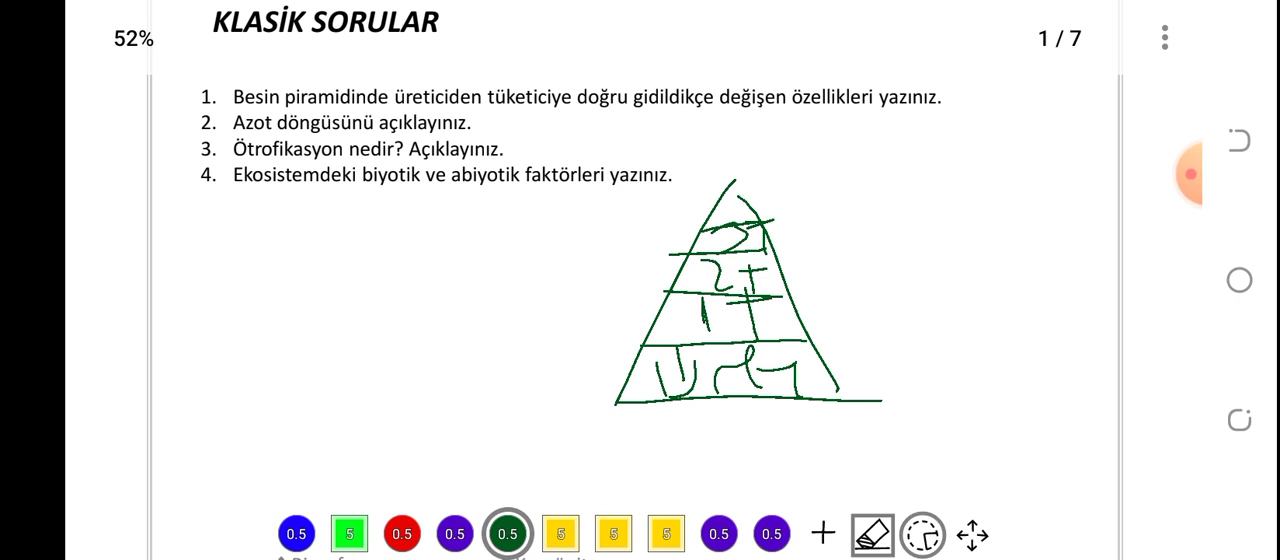 KLASİK SORULAR
52%
1 / 7
1. Besin piramidinde üreticiden tüketiciye doğru gidildikçe değişen özellikleri yazınız.
2. Azot döngüsünü açıklayınız.
3. Ötrofikasyon nedir? Açıklayınız.
4. Ekosistemdeki biyotik ve abiyotik faktörleri yazınız.
2T
1T
0.5 5 0.5 0.5 0.5 5 5 5 0.5 0.5